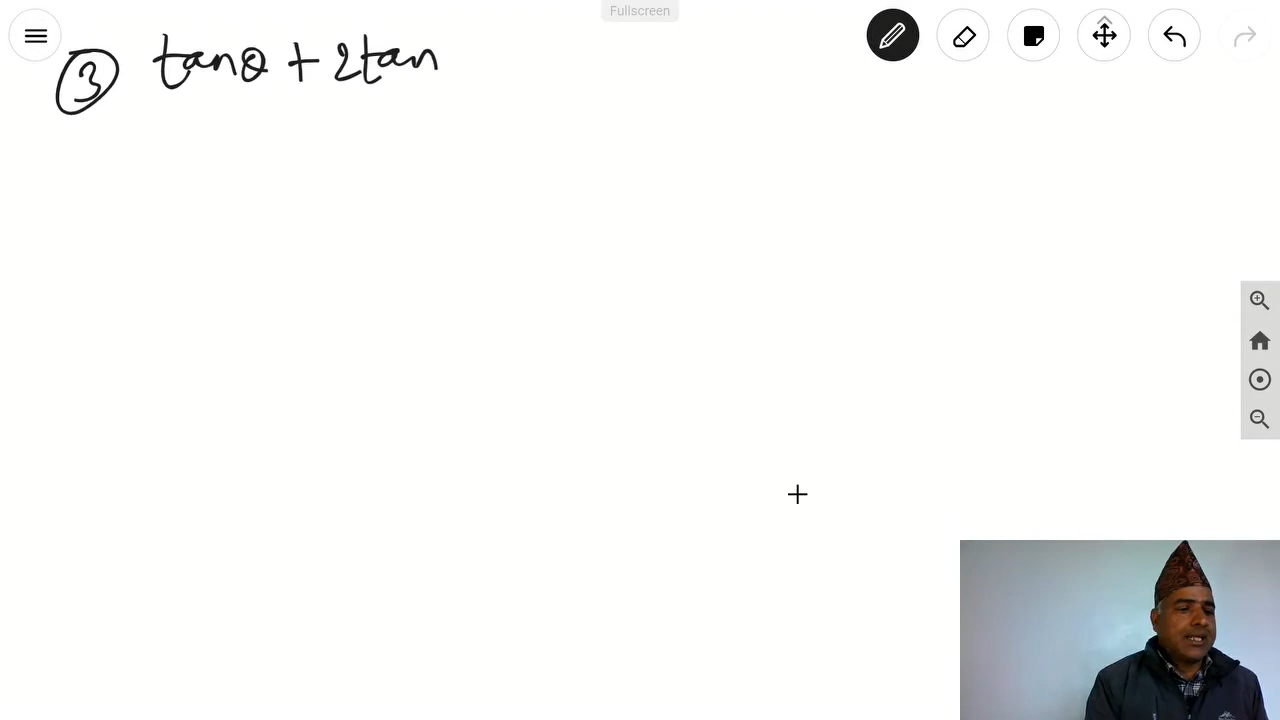 Fullscreen
③ tanθ + 2tan